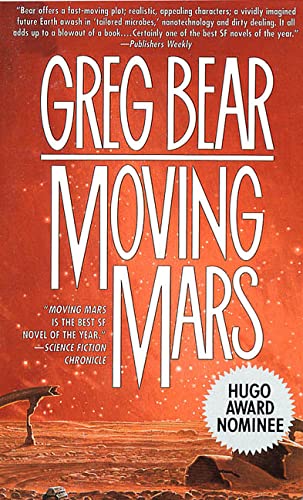 "Bear offers a fast-moving plot; realistic, appealing characters; a vividly imagined
future Earth awash in 'tailored microbes,' nanotechnology and dirty dealing. It all
adds up to a blowout of a book....Certainly one of the best SF novels of the year."
—Publishers Weekly
GREG BEAR
MOVING
MARS
"MOVING MARS
IS THE BEST SF
NOVEL OF THE YEAR."
—SCIENCE FICTION
CHRONICLE
HUGO
AWARD
NOMINEE